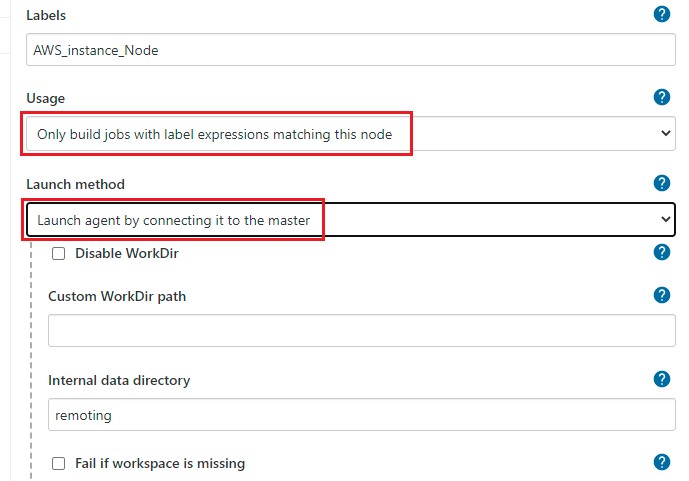 Labels
AWS_instance_Node
Usage
Only build jobs with label expressions matching this node
Launch method
Launch agent by connecting it to the master
Disable WorkDir
Custom WorkDir path
Internal data directory
remoting
Fail if workspace is missing